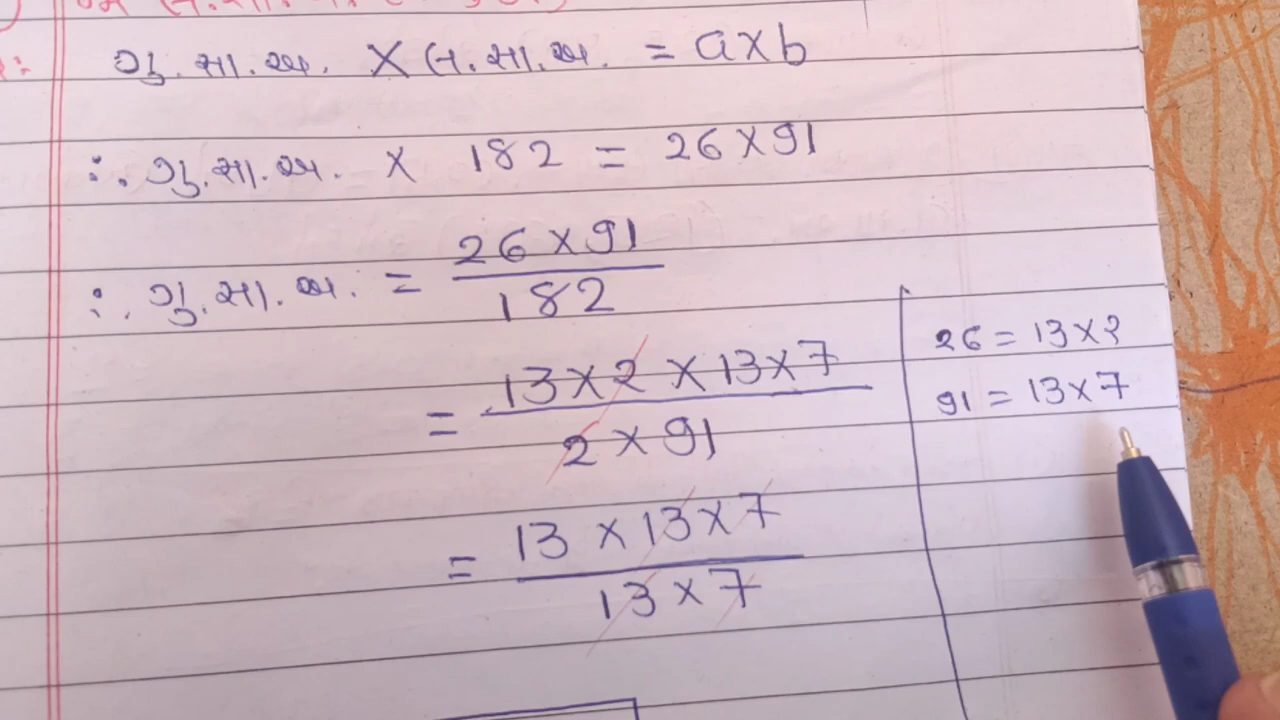 ગુ.સા.અ. × લ.સા.અ. = a×b
∴ ગુ.સા.અ. × 182 = 26×91
∴ ગુ.સા.અ. = 26×91
182
= 13×2×13×7
2×91
= 13×13×7
13×7
26 = 13×2
91 = 13×7